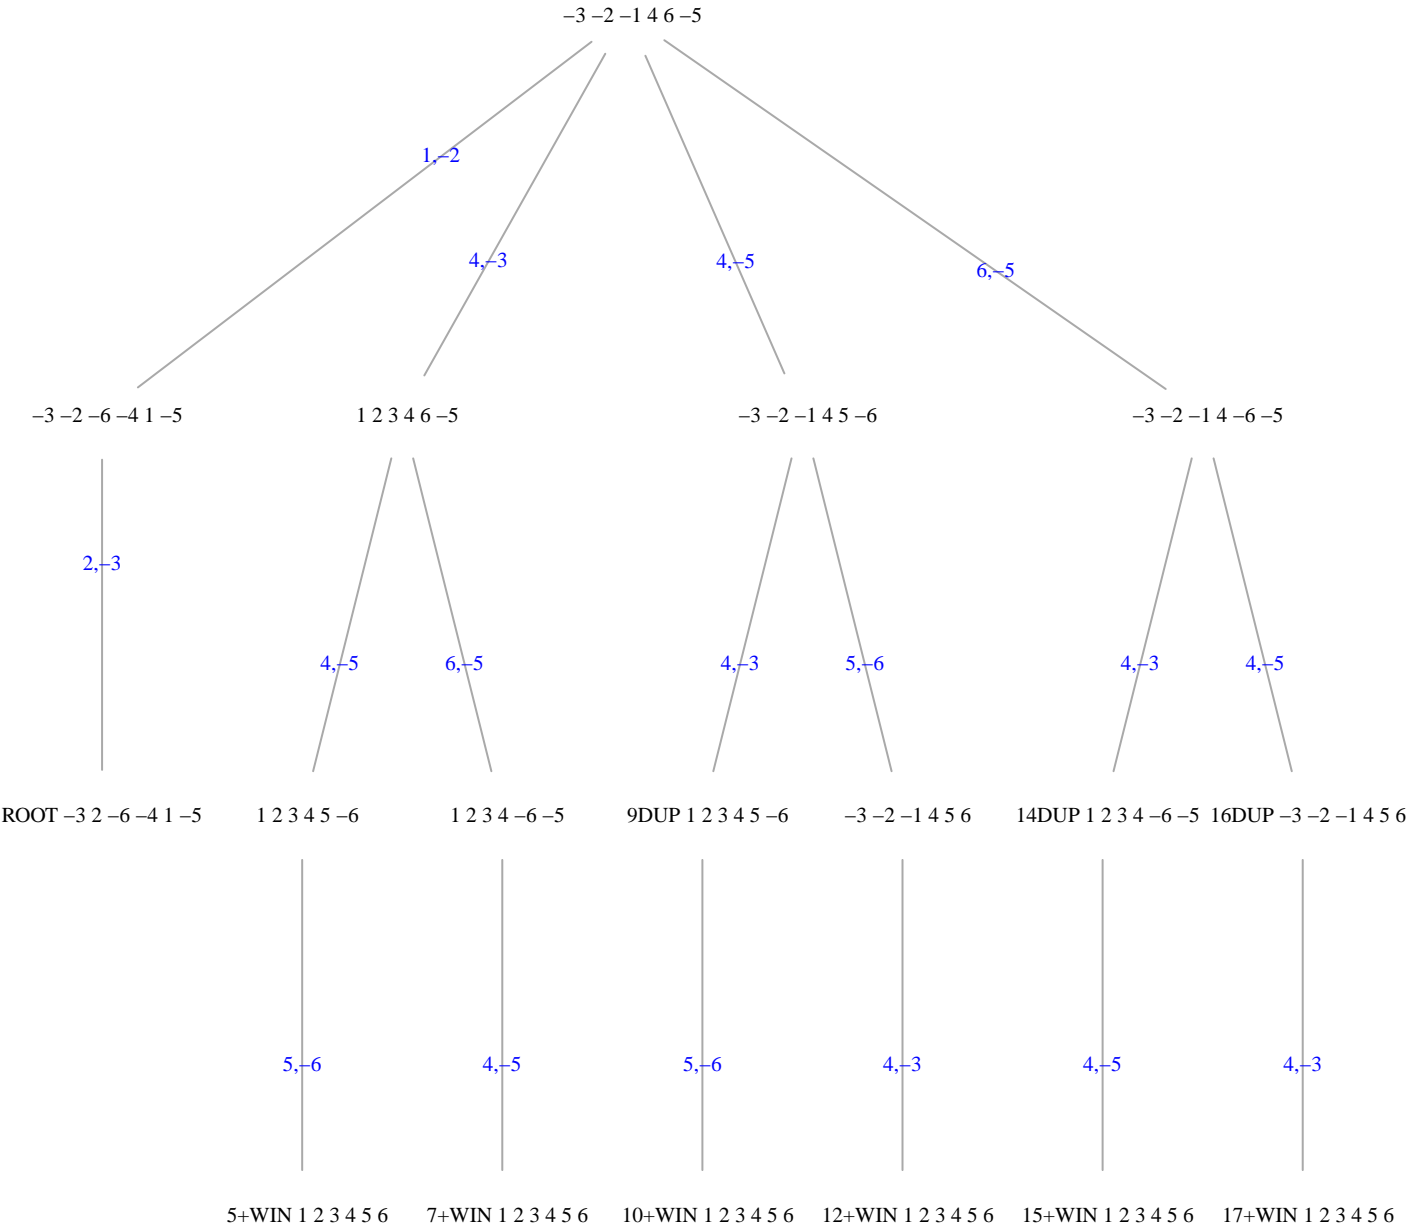 –3 –2 –1 4 6 –5
1,–2
4,–3
4,–5
6,–5
–3 –2 –6 –4 1 –5
1 2 3 4 6 –5
–3 –2 –1 4 5 –6
–3 –2 –1 4 –6 –5
2,–3
4,–5
6,–5
4,–3
5,–6
4,–3
4,–5
ROOT –3 2 –6 –4 1 –5
1 2 3 4 5 –6
1 2 3 4 –6 –5
9DUP 1 2 3 4 5 –6
–3 –2 –1 4 5 6
14DUP 1 2 3 4 –6 –5
16DUP –3 –2 –1 4 5 6
5,–6
4,–5
5,–6
4,–3
4,–5
4,–3
5+WIN 1 2 3 4 5 6
7+WIN 1 2 3 4 5 6
10+WIN 1 2 3 4 5 6
12+WIN 1 2 3 4 5 6
15+WIN 1 2 3 4 5 6
17+WIN 1 2 3 4 5 6